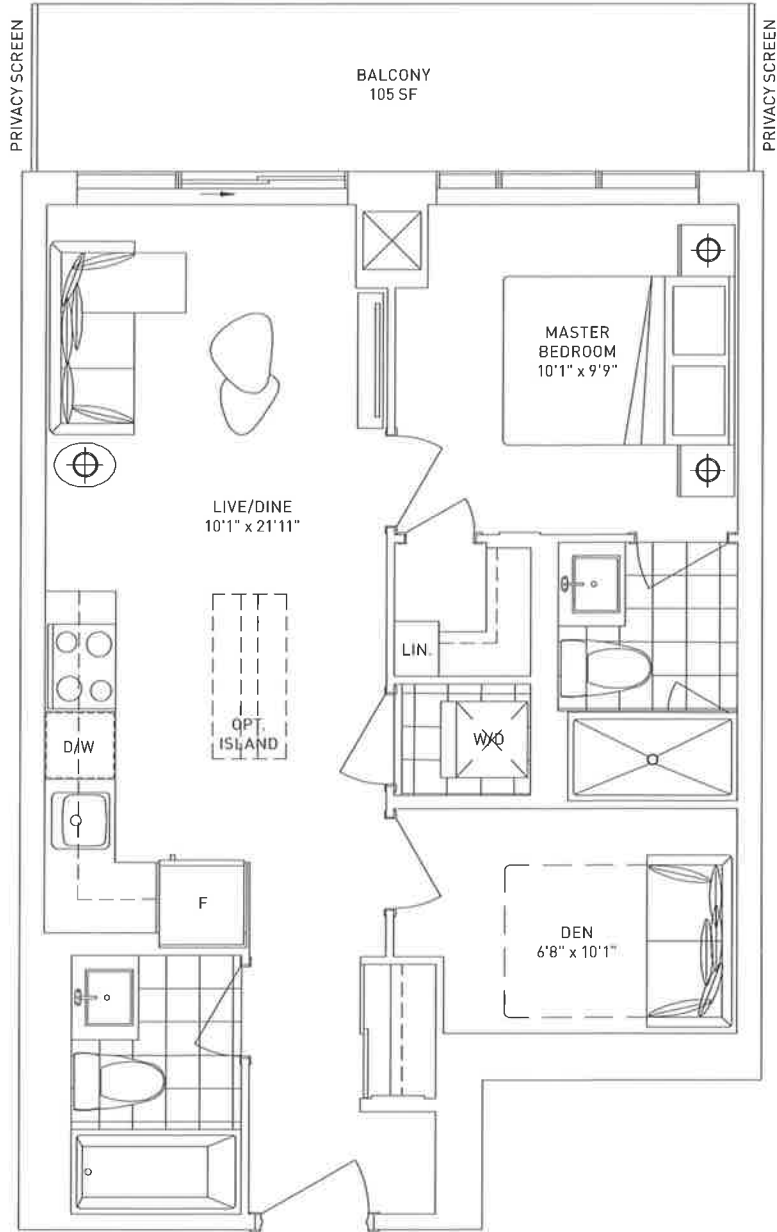 PRIVACY SCREEN
BALCONY
105 SF
PRIVACY SCREEN
MASTER
BEDROOM
10'1" x 9'9"
LIVE/DINE
10'1" x 21'11"
LIN.
OPT.
ISLAND
D/W
W/D
F
DEN
6'8" x 10'1"